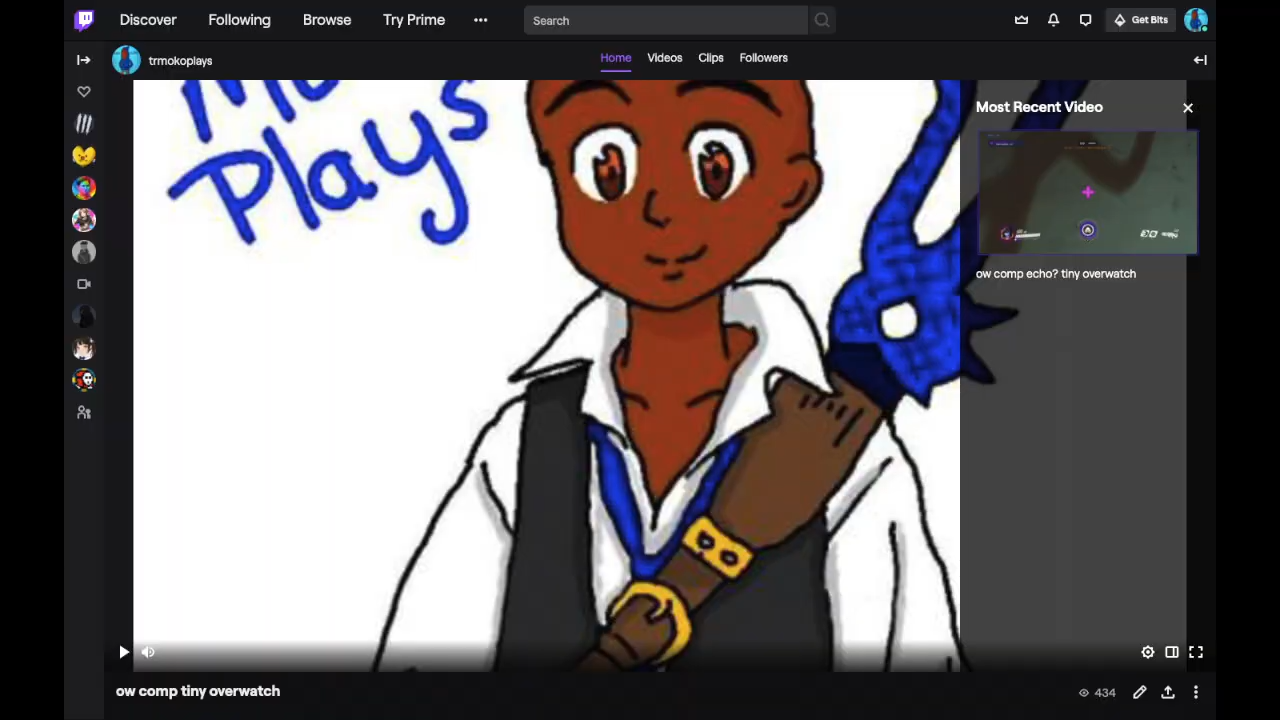 Discover Following Browse Try Prime Search Get Bits
trmokoplays Home Videos Clips Followers
Plays
Most Recent Video
ow comp echo? tiny overwatch
ow comp tiny overwatch
434